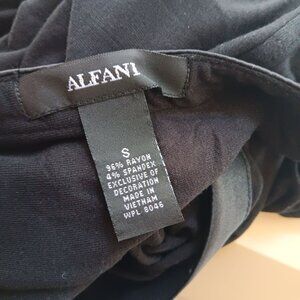 ALFANI
S
96% RAYON
4% SPANDEX
EXCLUSIVE OF
DECORATION
MADE IN
VIETNAM
WPL 8046